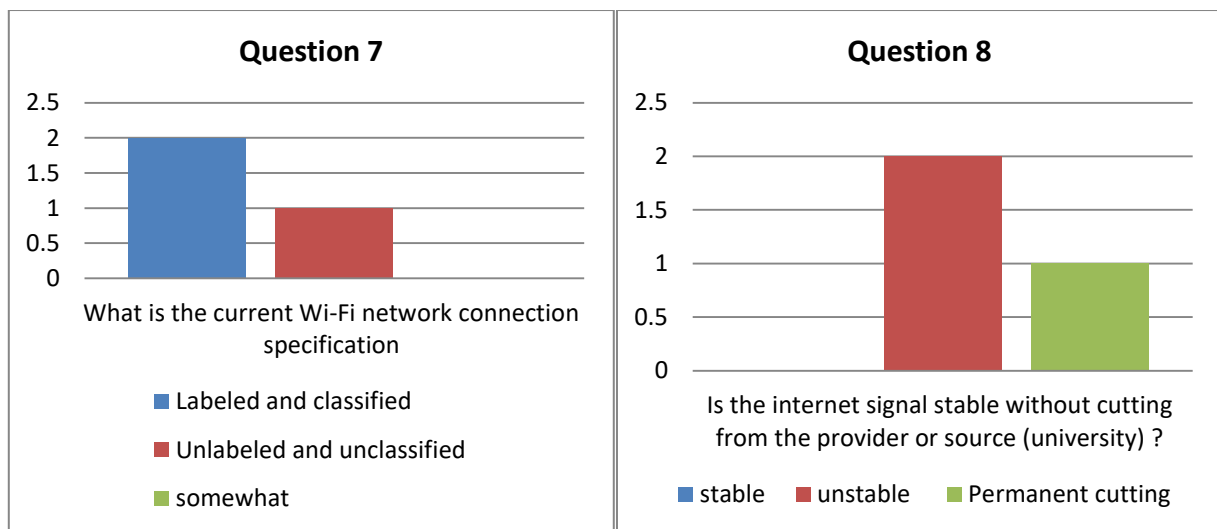 Question 7
2.5
2
1.5
1
0.5
0
What is the current Wi-Fi network connection
specification
Labeled and classified
Unlabeled and unclassified
somewhat
Question 8
2.5
2
1.5
1
0.5
0
Is the internet signal stable without cutting
from the provider or source (university) ?
stable unstable Permanent cutting